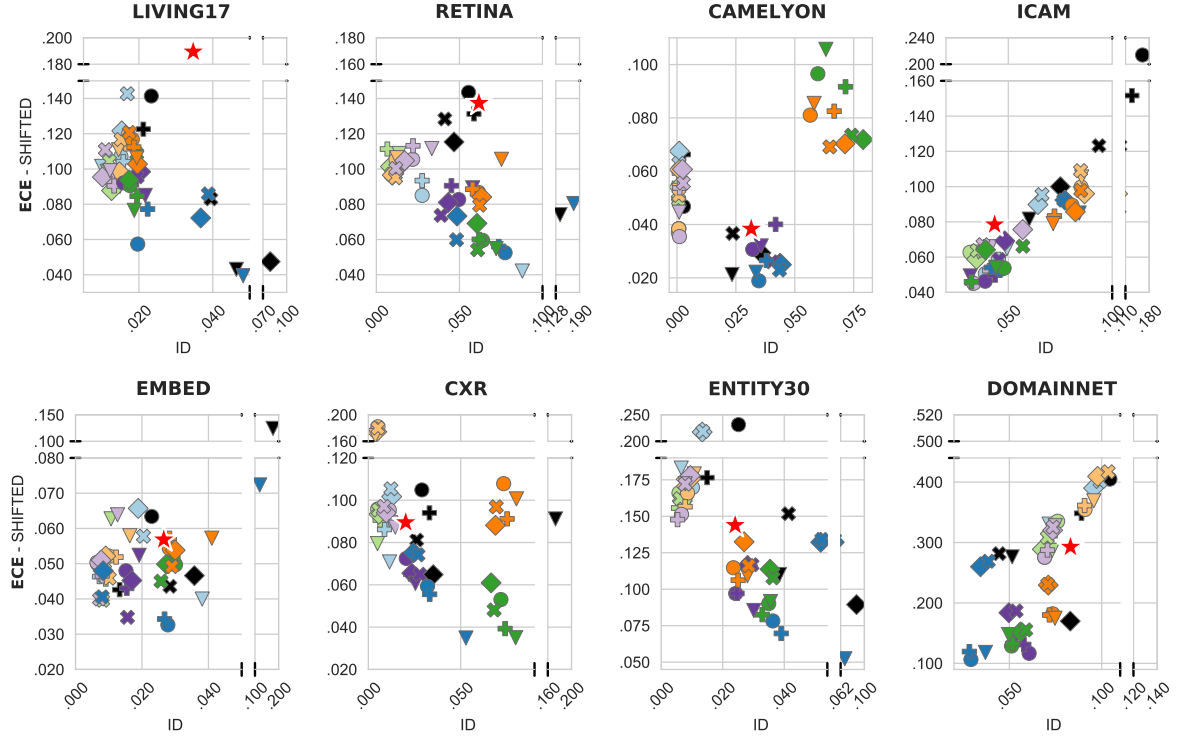 LIVING17 RETINA CAMELYON ICAM
.200 .180 .140 .120 .100 .080 .060 .040
.180 .160 .140 .120 .100 .080 .060 .040
.100 .080 .060 .040 .020
.240 .200 .160 .120 .100 .080 .060 .040
ECE - SHIFTED
.020 .040 .070 .100
.000 .050 .100 .128 .190
.000 .025 .050 .075
.050 .100 .110 .180
ID ID ID ID
EMBED CXR ENTITY30 DOMAINNET
.150 .100 .080 .070 .060 .050 .040 .030 .020
.200 .160 .120 .100 .080 .060 .040 .020
.250 .200 .175 .150 .125 .100 .075 .050
.520 .500 .400 .300 .200 .100
ECE - SHIFTED
.000 .020 .040 .100 .200
.000 .050 .160 .200
.000 .020 .040 .062 .100
.050 .100 .120 .140
ID ID ID ID